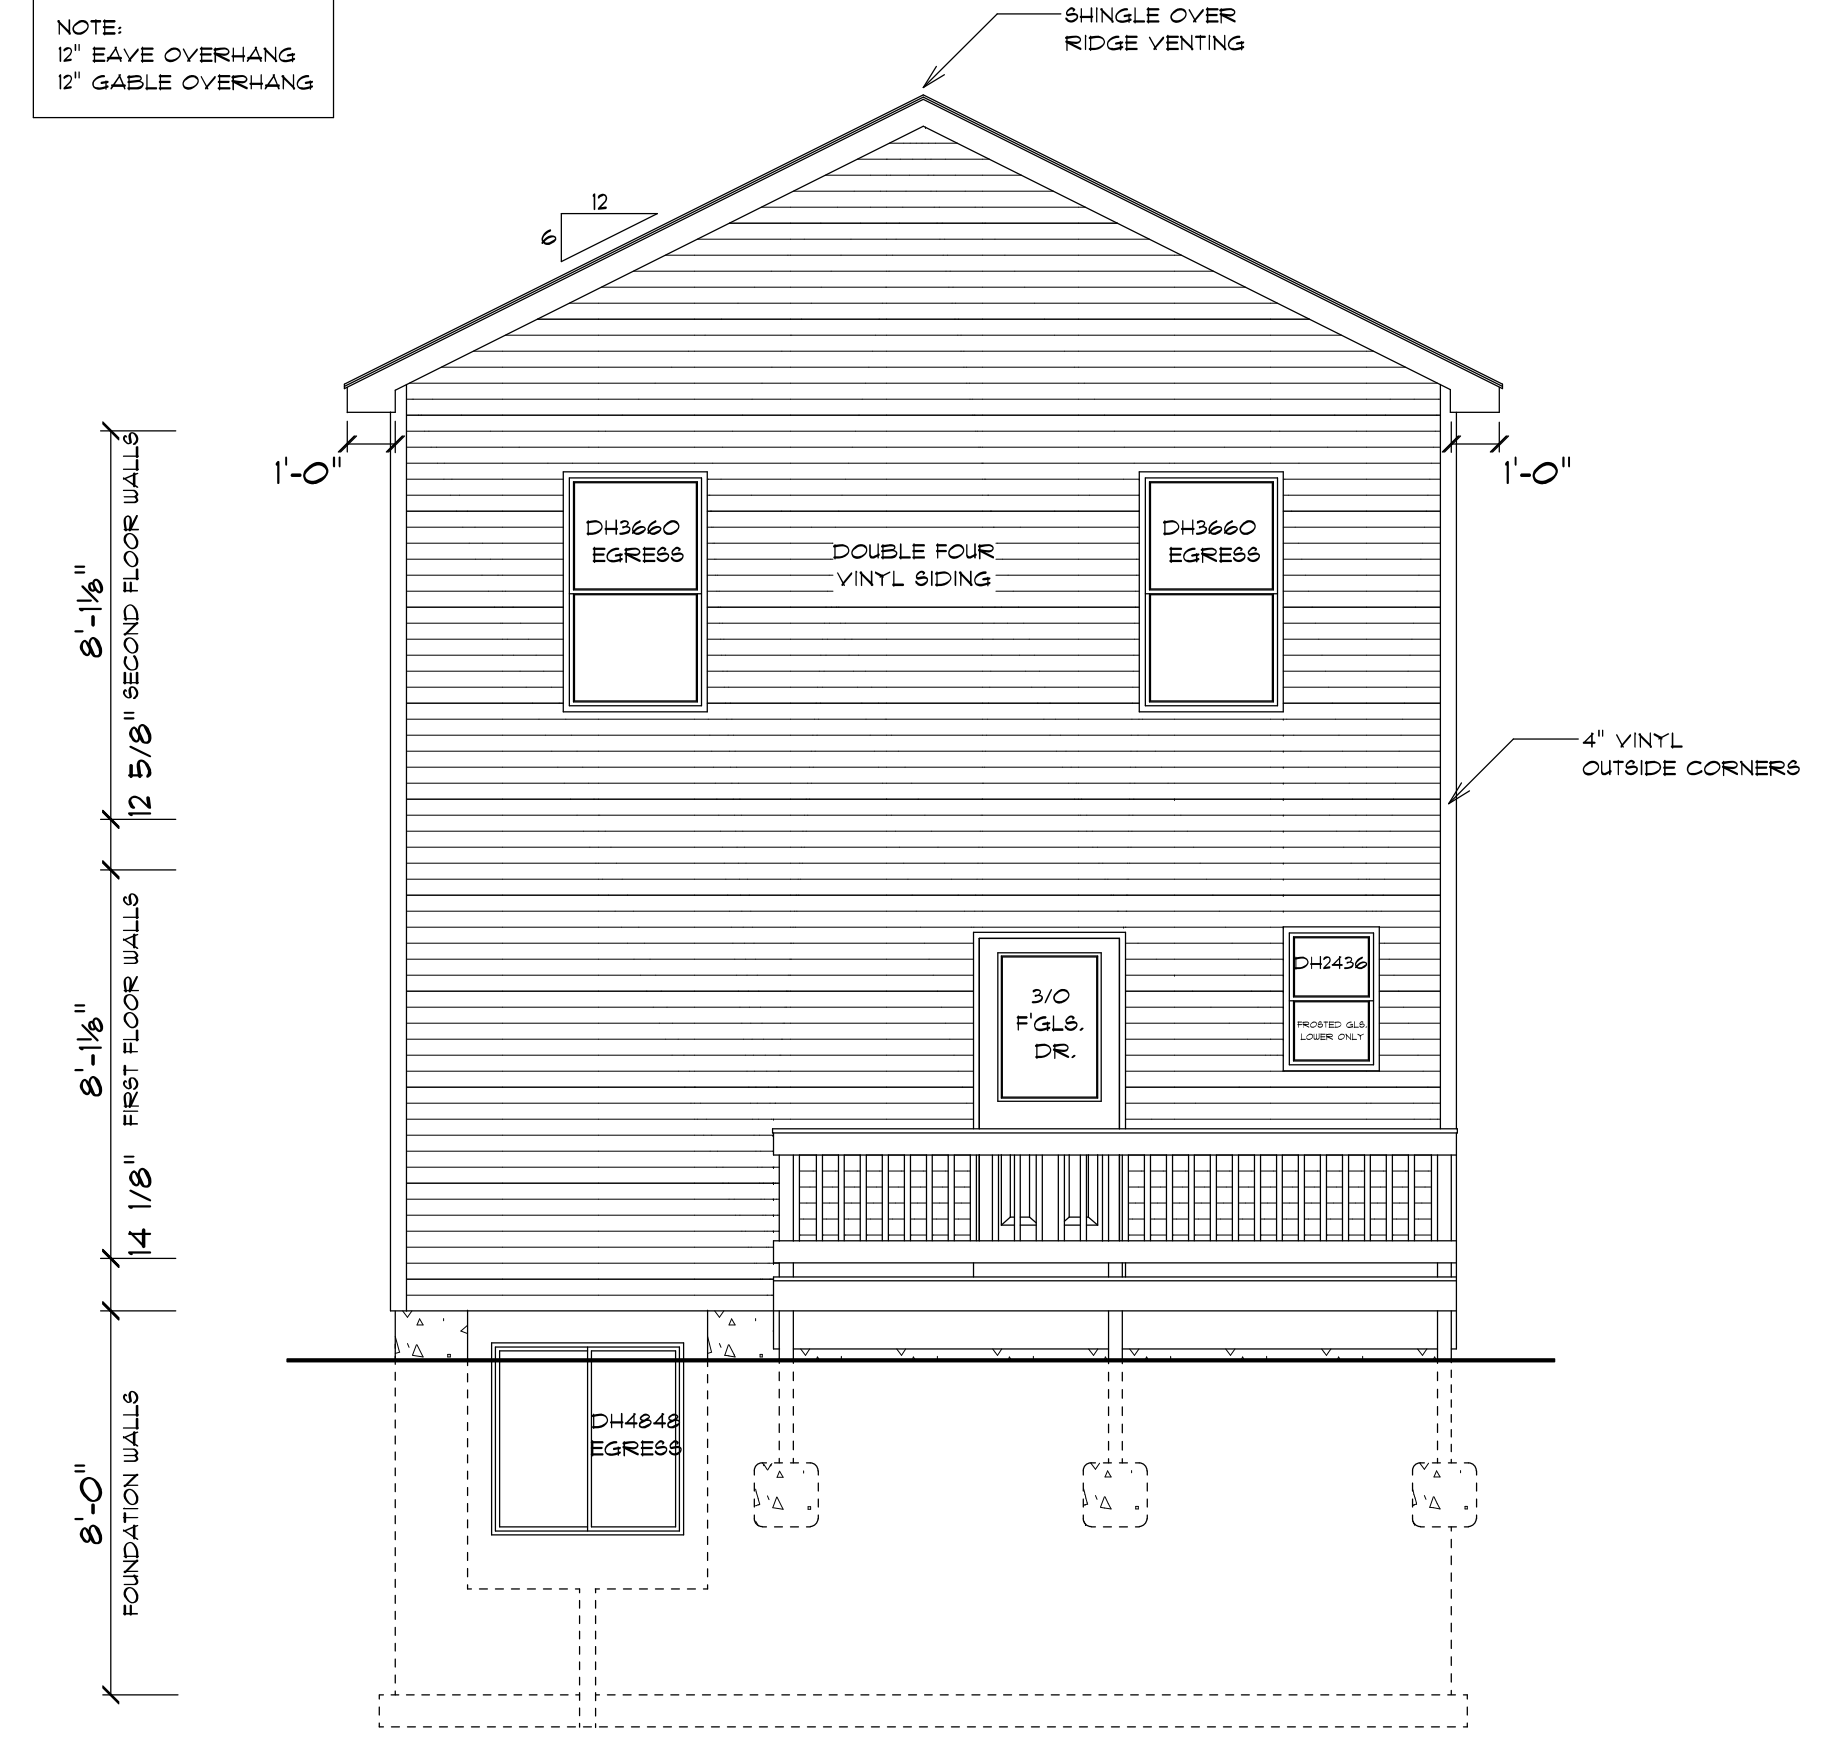 NOTE:
12" EAVE OVERHANG
12" GABLE OVERHANG
SHINGLE OVER
RIDGE VENTING
12
6
1'-0"
1'-0"
DH3660
EGRESS
DOUBLE FOUR
VINYL SIDING
DH3660
EGRESS
8'-1⅛"
SECOND FLOOR WALLS
12 5/8"
4" VINYL
OUTSIDE CORNERS
8'-1⅛"
FIRST FLOOR WALLS
14 1/8"
3/0
F'GLS.
DR.
DH2436
FROSTED GLS.
LOWER ONLY
8'-0"
FOUNDATION WALLS
DH4848
EGRESS